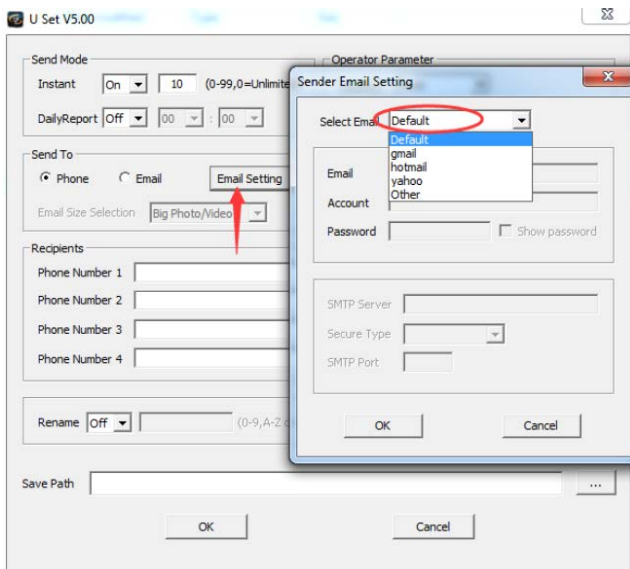 U Set V5.00
Send Mode
Instant On 10 (0-99,0=Unlimite
DailyReport Off 00 : 00
Send To
Phone Email Email Setting
Email Size Selection Big Photo/Video
Recipients
Phone Number 1
Phone Number 2
Phone Number 3
Phone Number 4
Rename Off (0-9,A-Z
Save Path ...
OK Cancel
Operator Parameter
Sender Email Setting
Select Email Default
Default
gmail
hotmail
yahoo
Other
Email
Account
Password Show password
SMTP Server
Secure Type
SMTP Port
OK Cancel